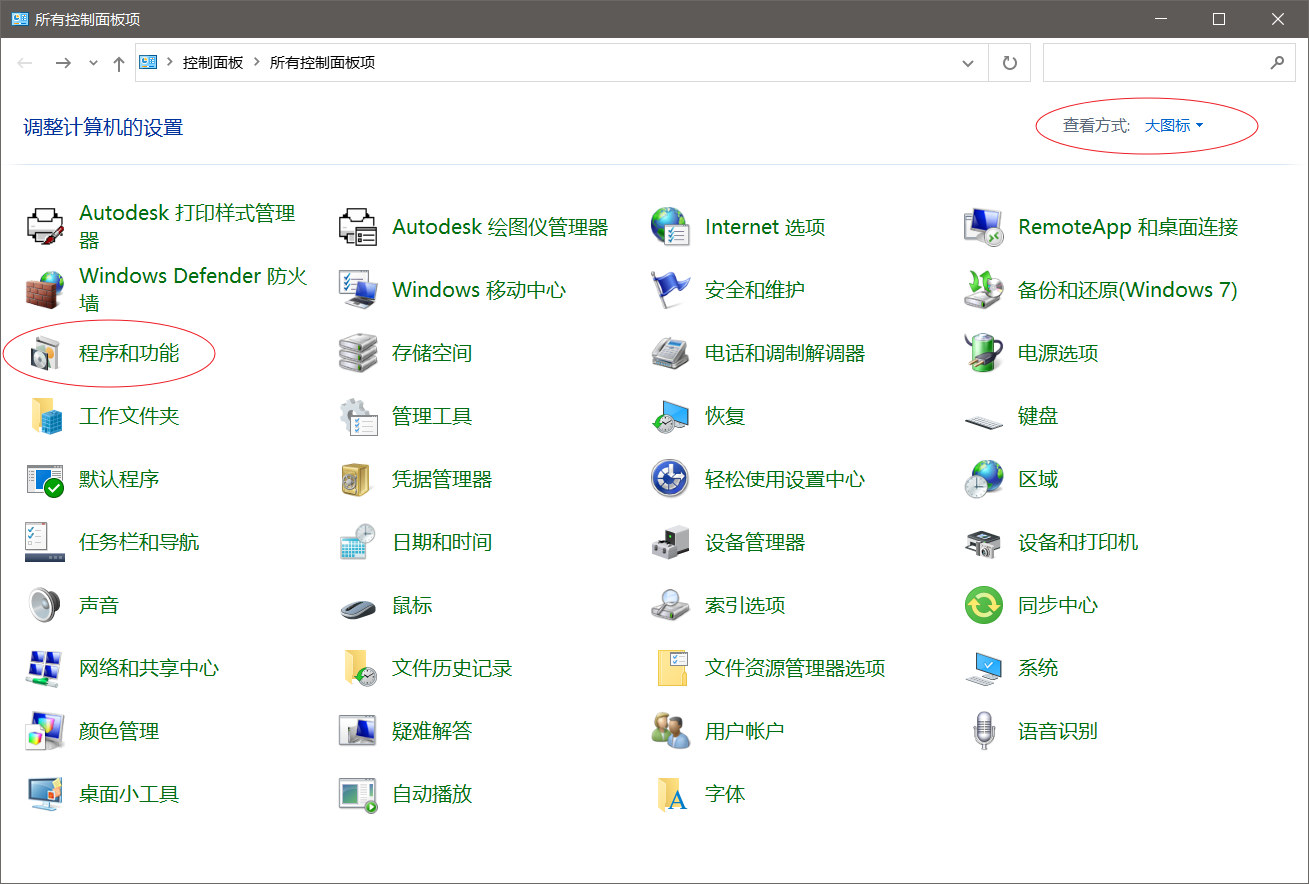 所有控制面板项
控制面板 所有控制面板项
调整计算机的设置
查看方式: 大图标
Autodesk 打印样式管理
器
Autodesk 绘图仪管理器
Internet 选项
RemoteApp 和桌面连接
Windows Defender 防火
墙
Windows 移动中心
安全和维护
备份和还原(Windows 7)
程序和功能
存储空间
电话和调制解调器
电源选项
工作文件夹
管理工具
恢复
键盘
默认程序
凭据管理器
轻松使用设置中心
区域
任务栏和导航
日期和时间
设备管理器
设备和打印机
声音
鼠标
索引选项
同步中心
网络和共享中心
文件历史记录
文件资源管理器选项
系统
颜色管理
疑难解答
用户帐户
语音识别
桌面小工具
自动播放
字体